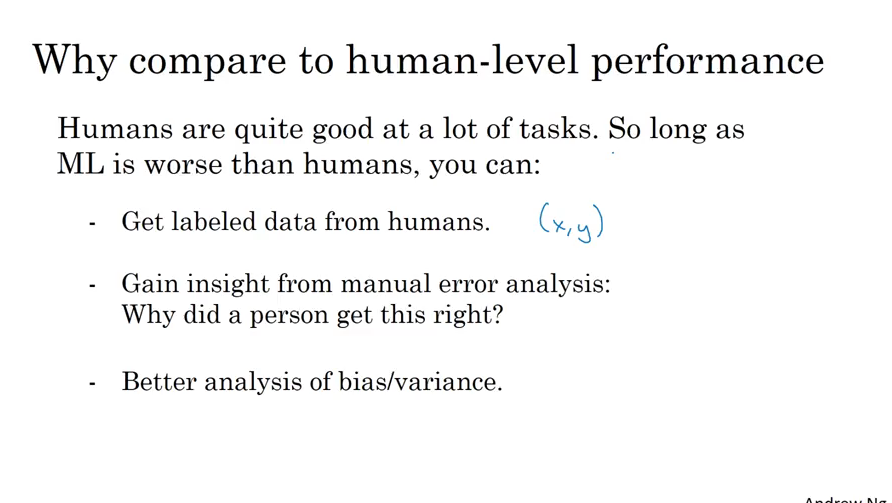 Why compare to human-level performance
Humans are quite good at a lot of tasks. So long as
ML is worse than humans, you can:
- Get labeled data from humans. (x,y)
- Gain insight from manual error analysis:
Why did a person get this right?
- Better analysis of bias/variance.
Andrew Ng